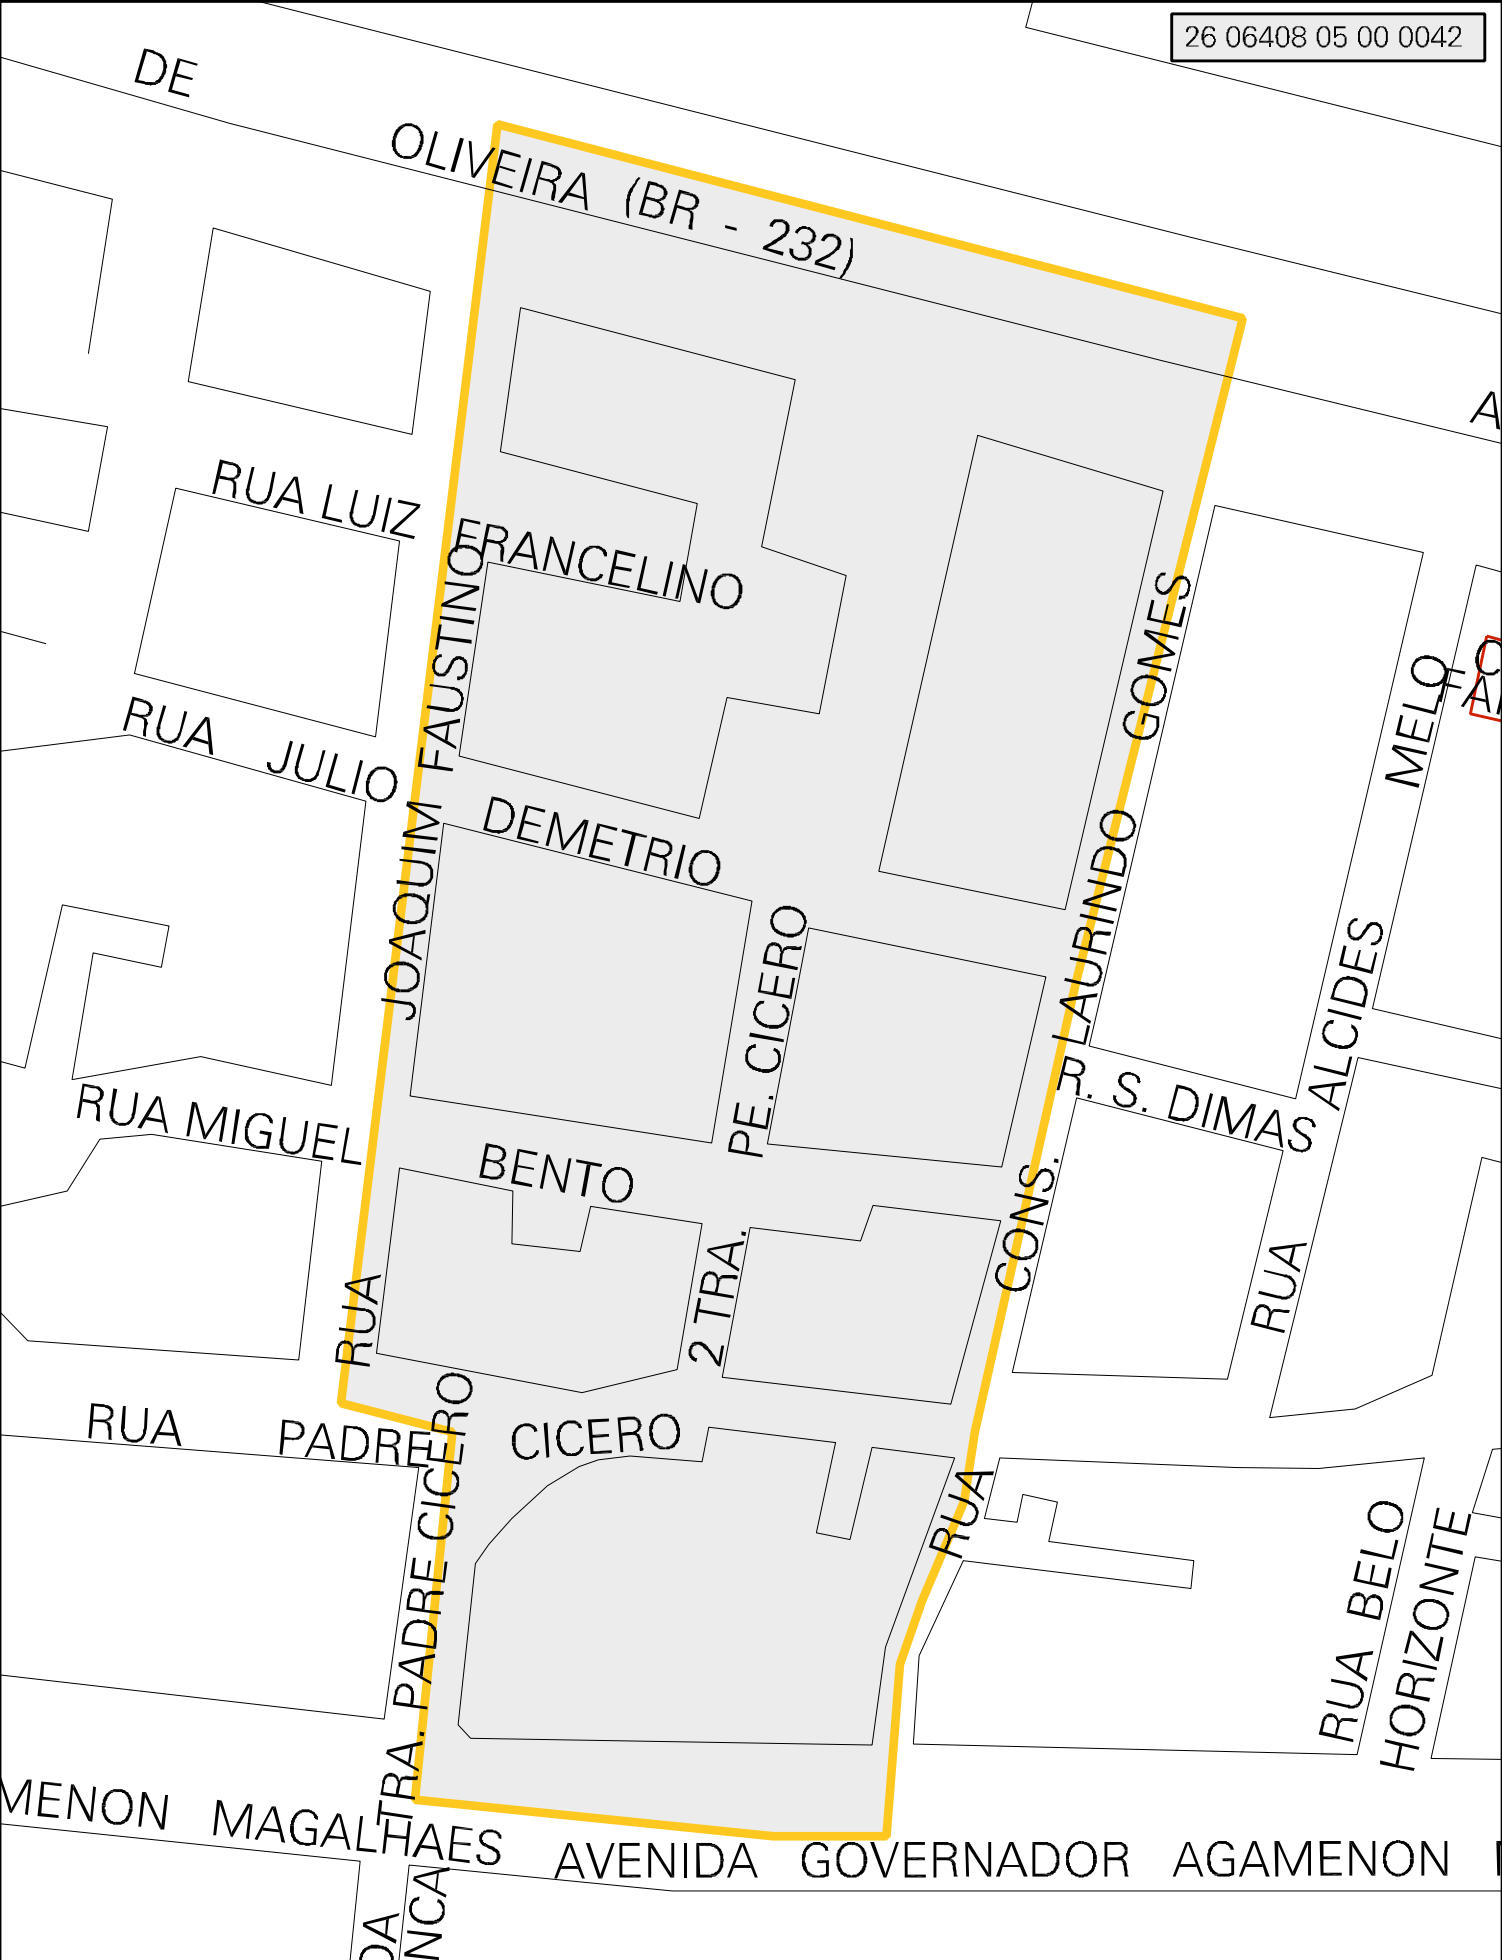 26 06408 05 00 0042
DE
OLIVEIRA (BR - 232)
A
RUA LUIZ FRANCELINO
RUA JULIO DEMETRIO
RUA JOAQUIM FAUSTINO
RUA CONS. LAURINDO GOMES
RUA ALCIDES MELO
2 TRA. PE. CICERO
R. S. DIMAS
RUA MIGUEL BENTO
RUA PADRE CICERO
TRA. PADRE CICERO
RUA BELO
HORIZONTE
MENON MAGALHAES
AVENIDA GOVERNADOR AGAMENON
DA
NCA